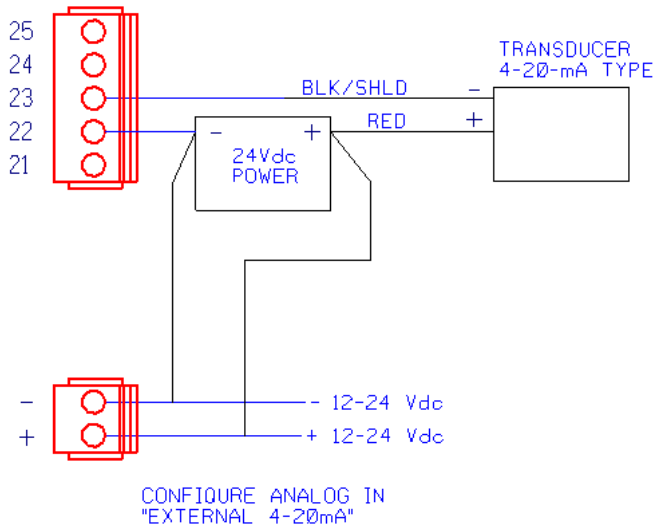 25
24
23
22
21
TRANSDUCER
4-20-mA TYPE
BLK/SHLD
-
RED
+
- +
24Vdc
POWER
- - 12-24 Vdc
+ + 12-24 Vdc
CONFIQURE ANALOG IN
"EXTERNAL 4-20mA"